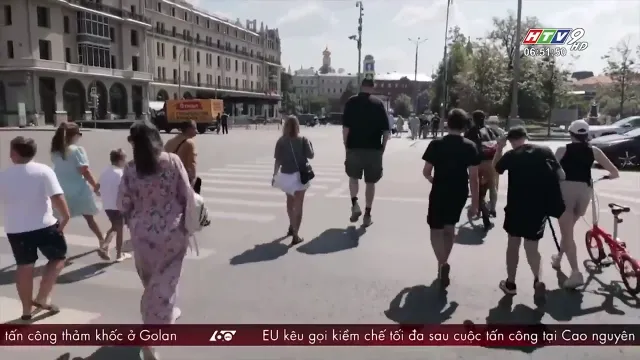 HTV9 HD
06:51:50
tấn công thảm khốc ở Golan
60
EU kêu gọi kiềm chế tối đa sau cuộc tấn công tại Cao nguyên